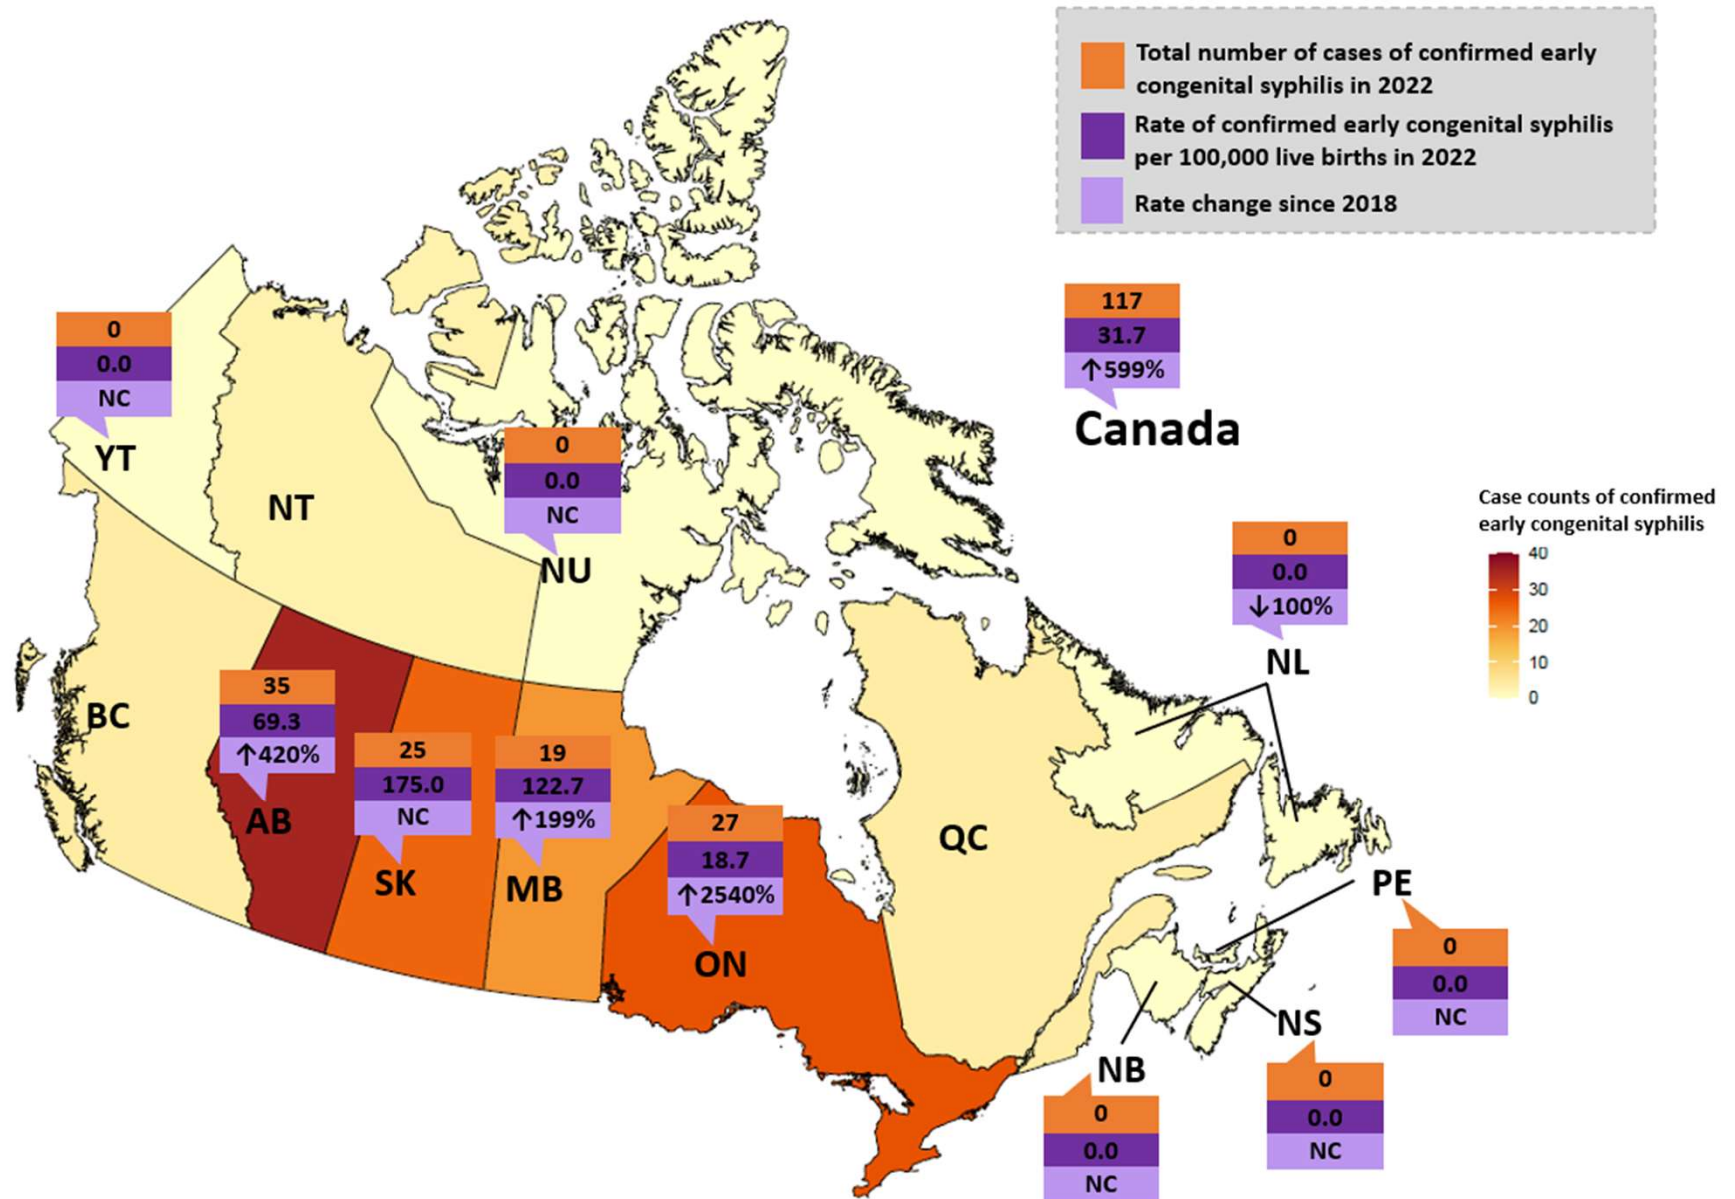 Total number of cases of confirmed early
congenital syphilis in 2022
Rate of confirmed early congenital syphilis
per 100,000 live births in 2022
Rate change since 2018
117
31.7
↑599%
Canada
0
0.0
NC
YT
NT
0
0.0
NC
NU
Case counts of confirmed
early congenital syphilis
40
30
20
10
0
0
0.0
↓100%
NL
BC
35
69.3
↑420%
AB
25
175.0
NC
SK
19
122.7
↑199%
MB
27
18.7
↑2540%
ON
QC
PE
0
0.0
NC
NS
0
0.0
NC
NB
0
0.0
NC